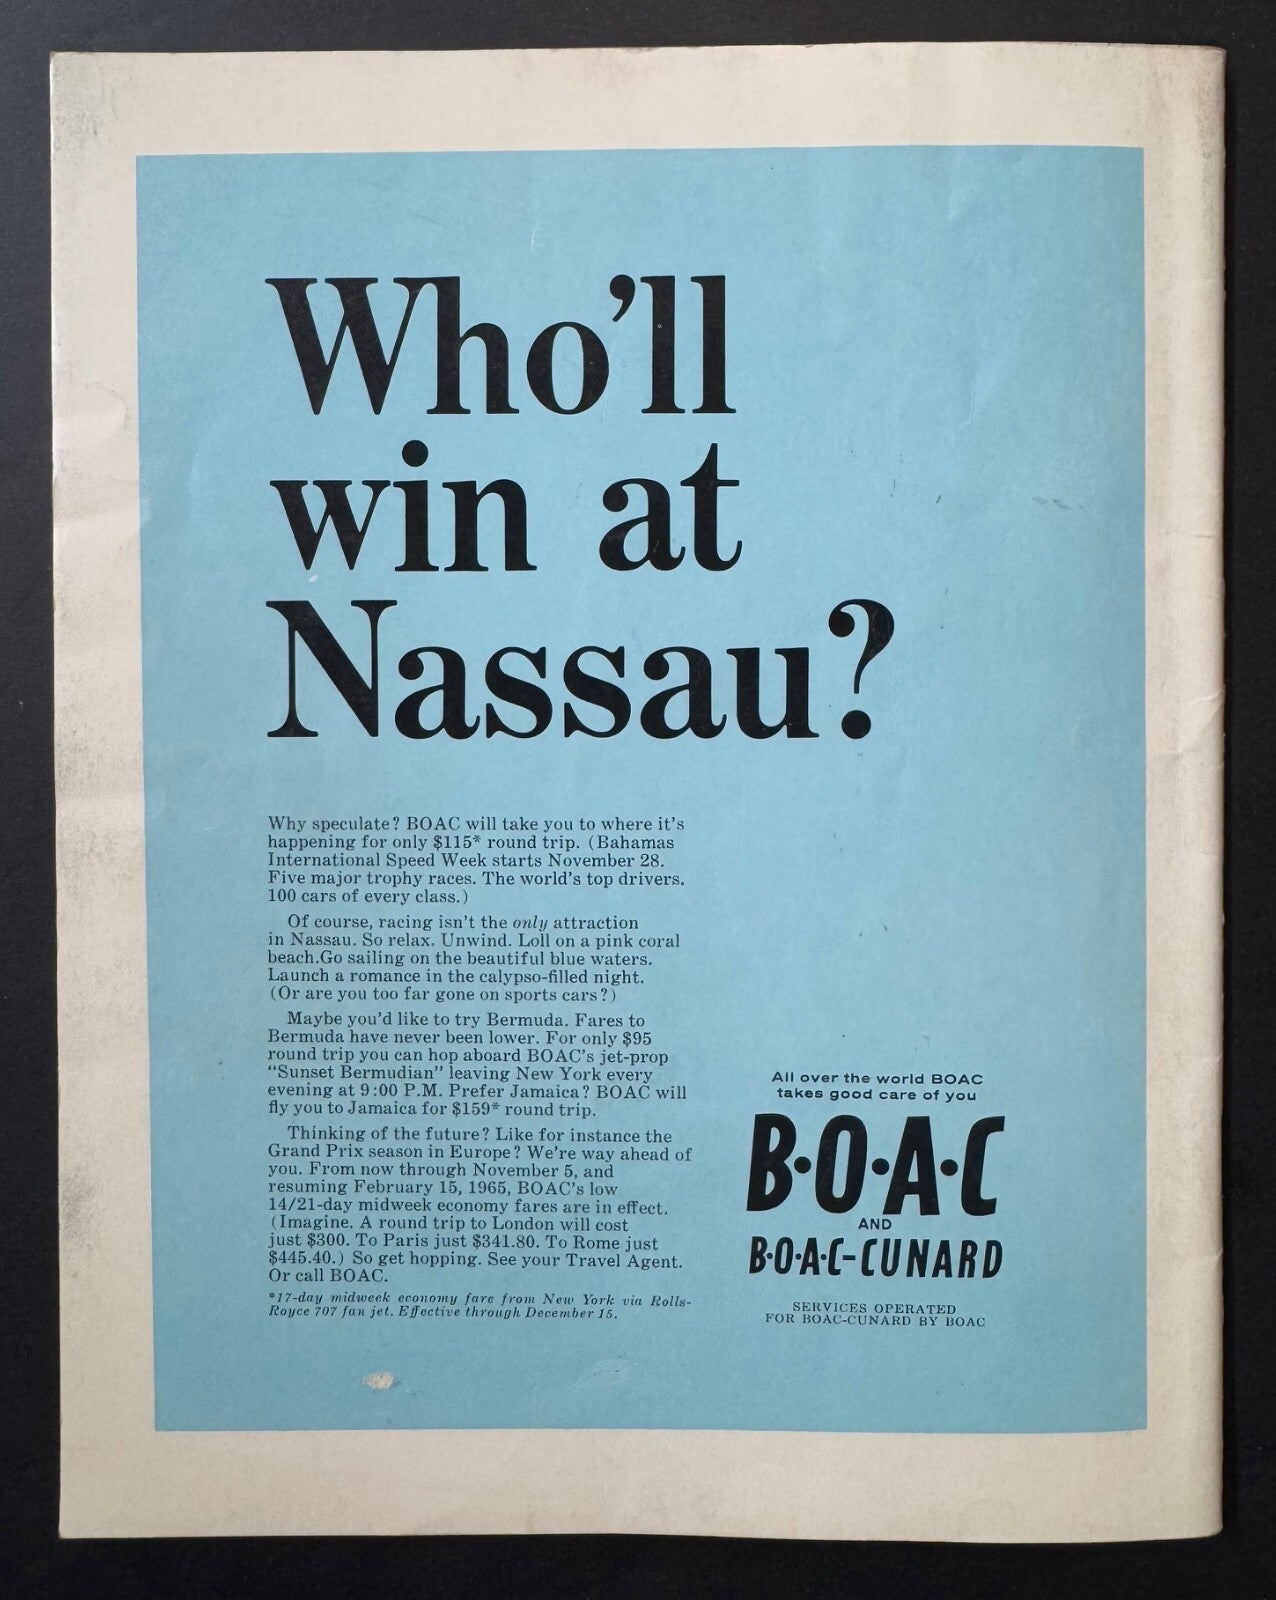 Who'll
win at
Nassau?
Why speculate? BOAC will take you to where it's
happening for only $115* round trip. (Bahamas
International Speed Week starts November 28.
Five major trophy races. The world's top drivers.
100 cars of every class.)
Of course, racing isn't the only attraction
in Nassau. So relax. Unwind. Loll on a pink coral
beach.Go sailing on the beautiful blue waters.
Launch a romance in the calypso-filled night.
(Or are you too far gone on sports cars?)
Maybe you'd like to try Bermuda. Fares to
Bermuda have never been lower. For only $95
round trip you can hop aboard BOAC's jet-prop
"Sunset Bermudian" leaving New York every
evening at 9:00 P.M. Prefer Jamaica? BOAC will
fly you to Jamaica for $159* round trip.
Thinking of the future? Like for instance the
Grand Prix season in Europe? We're way ahead of
you. From now through November 5, and
resuming February 15, 1965, BOAC's low
14/21-day midweek economy fares are in effect.
(Imagine. A round trip to London will cost
just $300. To Paris just $341.80. To Rome just
$445.40.) So get hopping. See your Travel Agent.
Or call BOAC.
*17-day midweek economy fare from New York via Rolls-
Royce 707 fan jet. Effective through December 15.
All over the world BOAC
takes good care of you
B·O·A·C
AND
B·O·A·C-CUNARD
SERVICES OPERATED
FOR BOAC-CUNARD BY BOAC